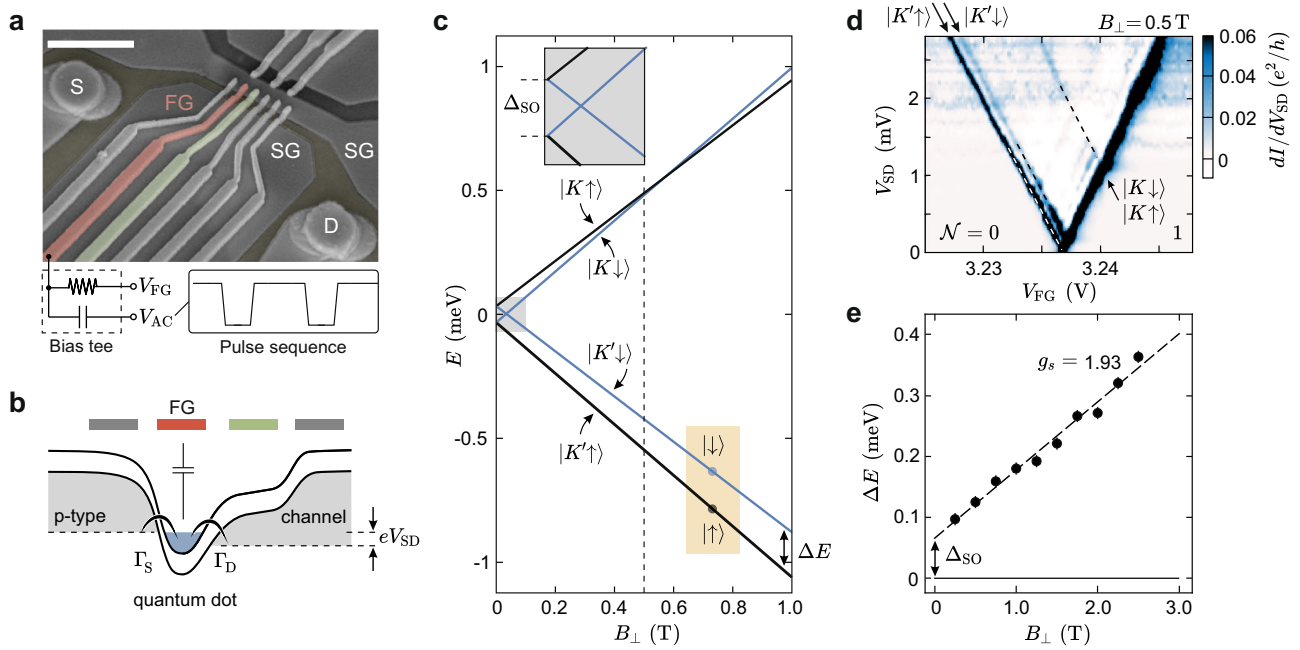 a
S
FG
SG
SG
D
V_FG
V_AC
Bias tee
Pulse sequence
b
FG
p-type
channel
eV_SD
Γ_S
Γ_D
quantum dot
c
1
0.5
0
-0.5
-1
E (meV)
Δ_SO
|K↑⟩
|K↓⟩
|K′↓⟩
|K′↑⟩
|↓⟩
|↑⟩
ΔE
0
0.2
0.4
0.6
0.8
1.0
B_⊥ (T)
d
|K′↑⟩
|K′↓⟩
B_⊥ = 0.5 T
2
1
0
V_SD (mV)
|K↓⟩
|K↑⟩
𝒩 = 0
1
3.23
3.24
V_FG (V)
0.06
0.04
0.02
0
dI/dV_SD (e²/h)
e
0.4
0.3
0.2
0.1
0
ΔE (meV)
g_s = 1.93
Δ_SO
0
1.0
2.0
3.0
B_⊥ (T)